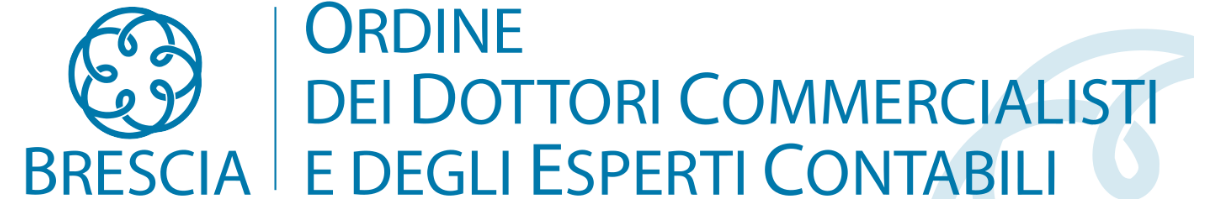 BRESCIA
ORDINE
DEI DOTTORI COMMERCIALISTI
E DEGLI ESPERTI CONTABILI